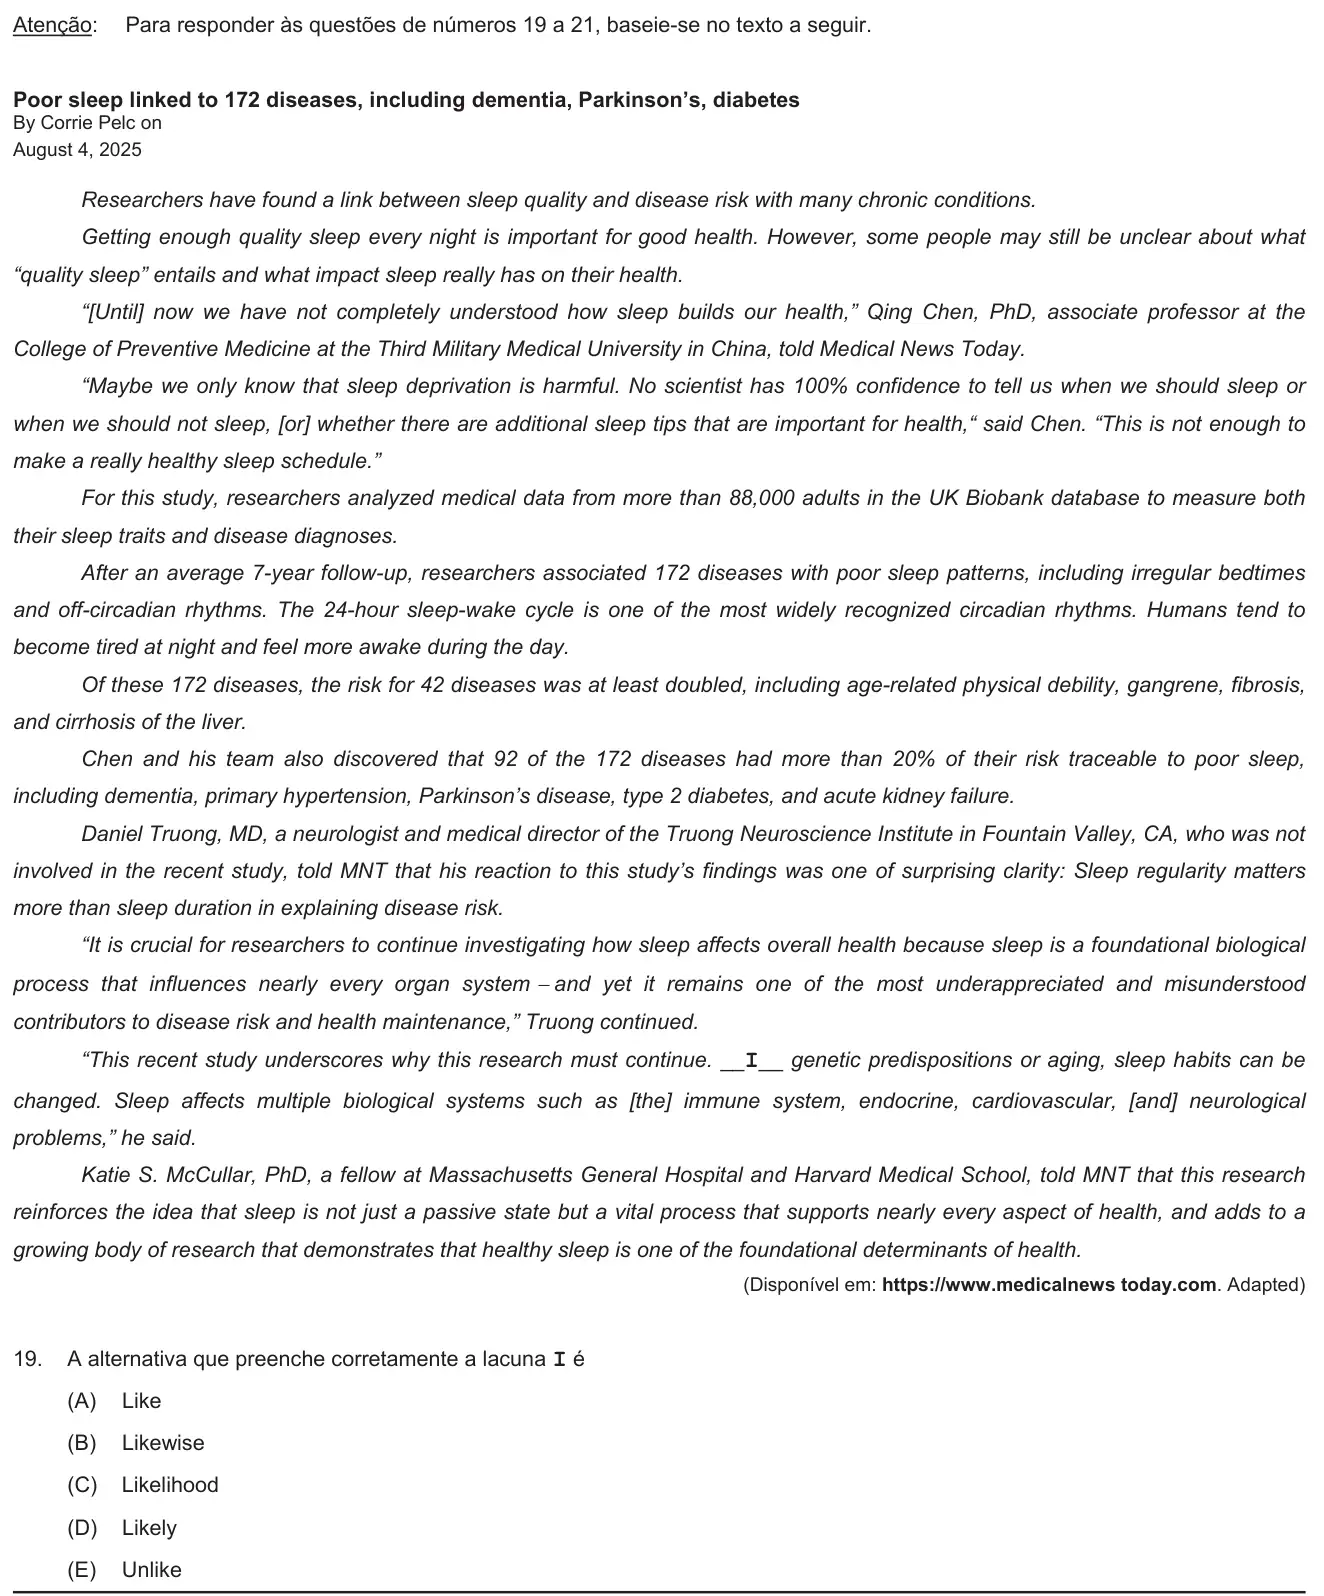 Atenção: Para responder às questões de números 19 a 21, baseie-se no texto a seguir.
Poor sleep linked to 172 diseases, including dementia, Parkinson’s, diabetes
By Corrie Pelc on
August 4, 2025
Researchers have found a link between sleep quality and disease risk with many chronic conditions.
Getting enough quality sleep every night is important for good health. However, some people may still be unclear about what
“quality sleep” entails and what impact sleep really has on their health.
“[Until] now we have not completely understood how sleep builds our health,” Qing Chen, PhD, associate professor at the
College of Preventive Medicine at the Third Military Medical University in China, told Medical News Today.
“Maybe we only know that sleep deprivation is harmful. No scientist has 100% confidence to tell us when we should sleep or
when we should not sleep, [or] whether there are additional sleep tips that are important for health,“ said Chen. “This is not enough to
make a really healthy sleep schedule.”
For this study, researchers analyzed medical data from more than 88,000 adults in the UK Biobank database to measure both
their sleep traits and disease diagnoses.
After an average 7-year follow-up, researchers associated 172 diseases with poor sleep patterns, including irregular bedtimes
and off-circadian rhythms. The 24-hour sleep-wake cycle is one of the most widely recognized circadian rhythms. Humans tend to
become tired at night and feel more awake during the day.
Of these 172 diseases, the risk for 42 diseases was at least doubled, including age-related physical debility, gangrene, fibrosis,
and cirrhosis of the liver.
Chen and his team also discovered that 92 of the 172 diseases had more than 20% of their risk traceable to poor sleep,
including dementia, primary hypertension, Parkinson’s disease, type 2 diabetes, and acute kidney failure.
Daniel Truong, MD, a neurologist and medical director of the Truong Neuroscience Institute in Fountain Valley, CA, who was not
involved in the recent study, told MNT that his reaction to this study’s findings was one of surprising clarity: Sleep regularity matters
more than sleep duration in explaining disease risk.
“It is crucial for researchers to continue investigating how sleep affects overall health because sleep is a foundational biological
process that influences nearly every organ system – and yet it remains one of the most underappreciated and misunderstood
contributors to disease risk and health maintenance,” Truong continued.
“This recent study underscores why this research must continue. __I__ genetic predispositions or aging, sleep habits can be
changed. Sleep affects multiple biological systems such as [the] immune system, endocrine, cardiovascular, [and] neurological
problems,” he said.
Katie S. McCullar, PhD, a fellow at Massachusetts General Hospital and Harvard Medical School, told MNT that this research
reinforces the idea that sleep is not just a passive state but a vital process that supports nearly every aspect of health, and adds to a
growing body of research that demonstrates that healthy sleep is one of the foundational determinants of health.
(Disponível em: https://www.medicalnews today.com. Adapted)
19. A alternativa que preenche corretamente a lacuna I é
(A) Like
(B) Likewise
(C) Likelihood
(D) Likely
(E) Unlike